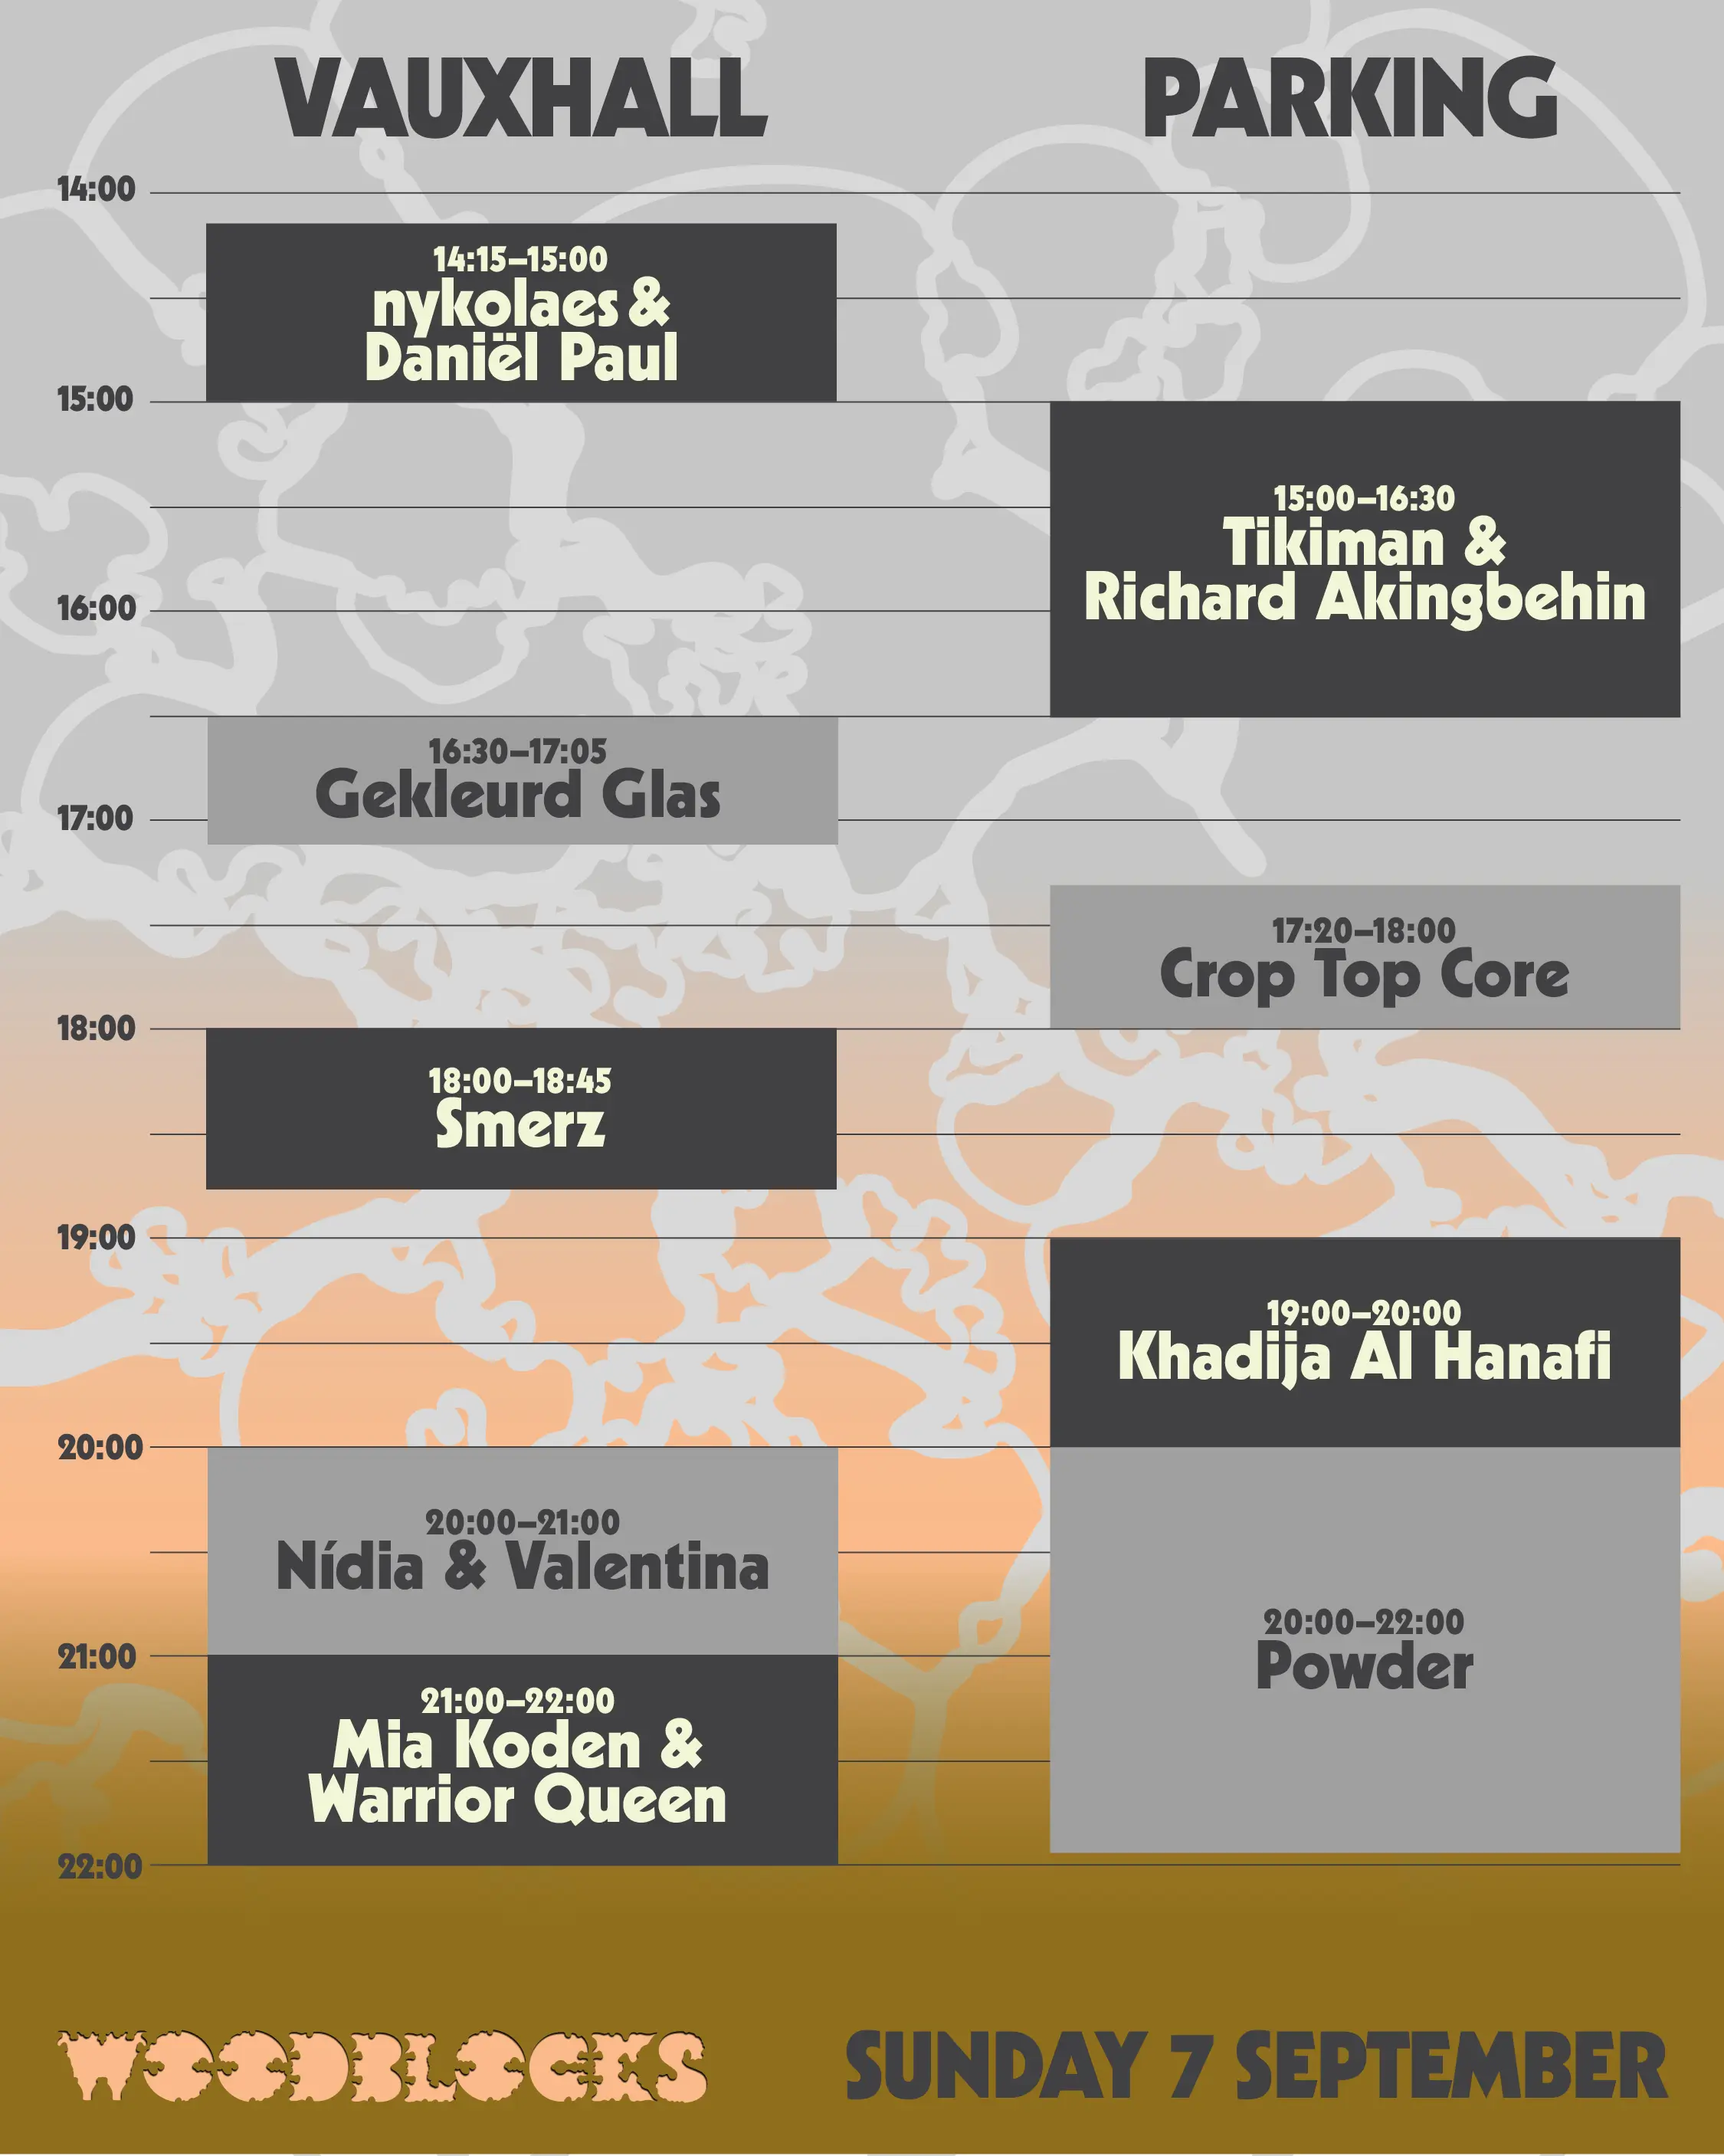 VAUXHALL
PARKING
14:00
14:15–15:00
nykolaes &
Daniël Paul
15:00
15:00–16:30
Tikiman &
Richard Akingbehin
16:00
16:30–17:05
Gekleurd Glas
17:00
17:20–18:00
Crop Top Core
18:00
18:00–18:45
Smerz
19:00
19:00–20:00
Khadija Al Hanafi
20:00
20:00–21:00
Nídia & Valentina
20:00–22:00
Powder
21:00
21:00–22:00
Mia Koden &
Warrior Queen
22:00
WOODBLOCKS
SUNDAY 7 SEPTEMBER